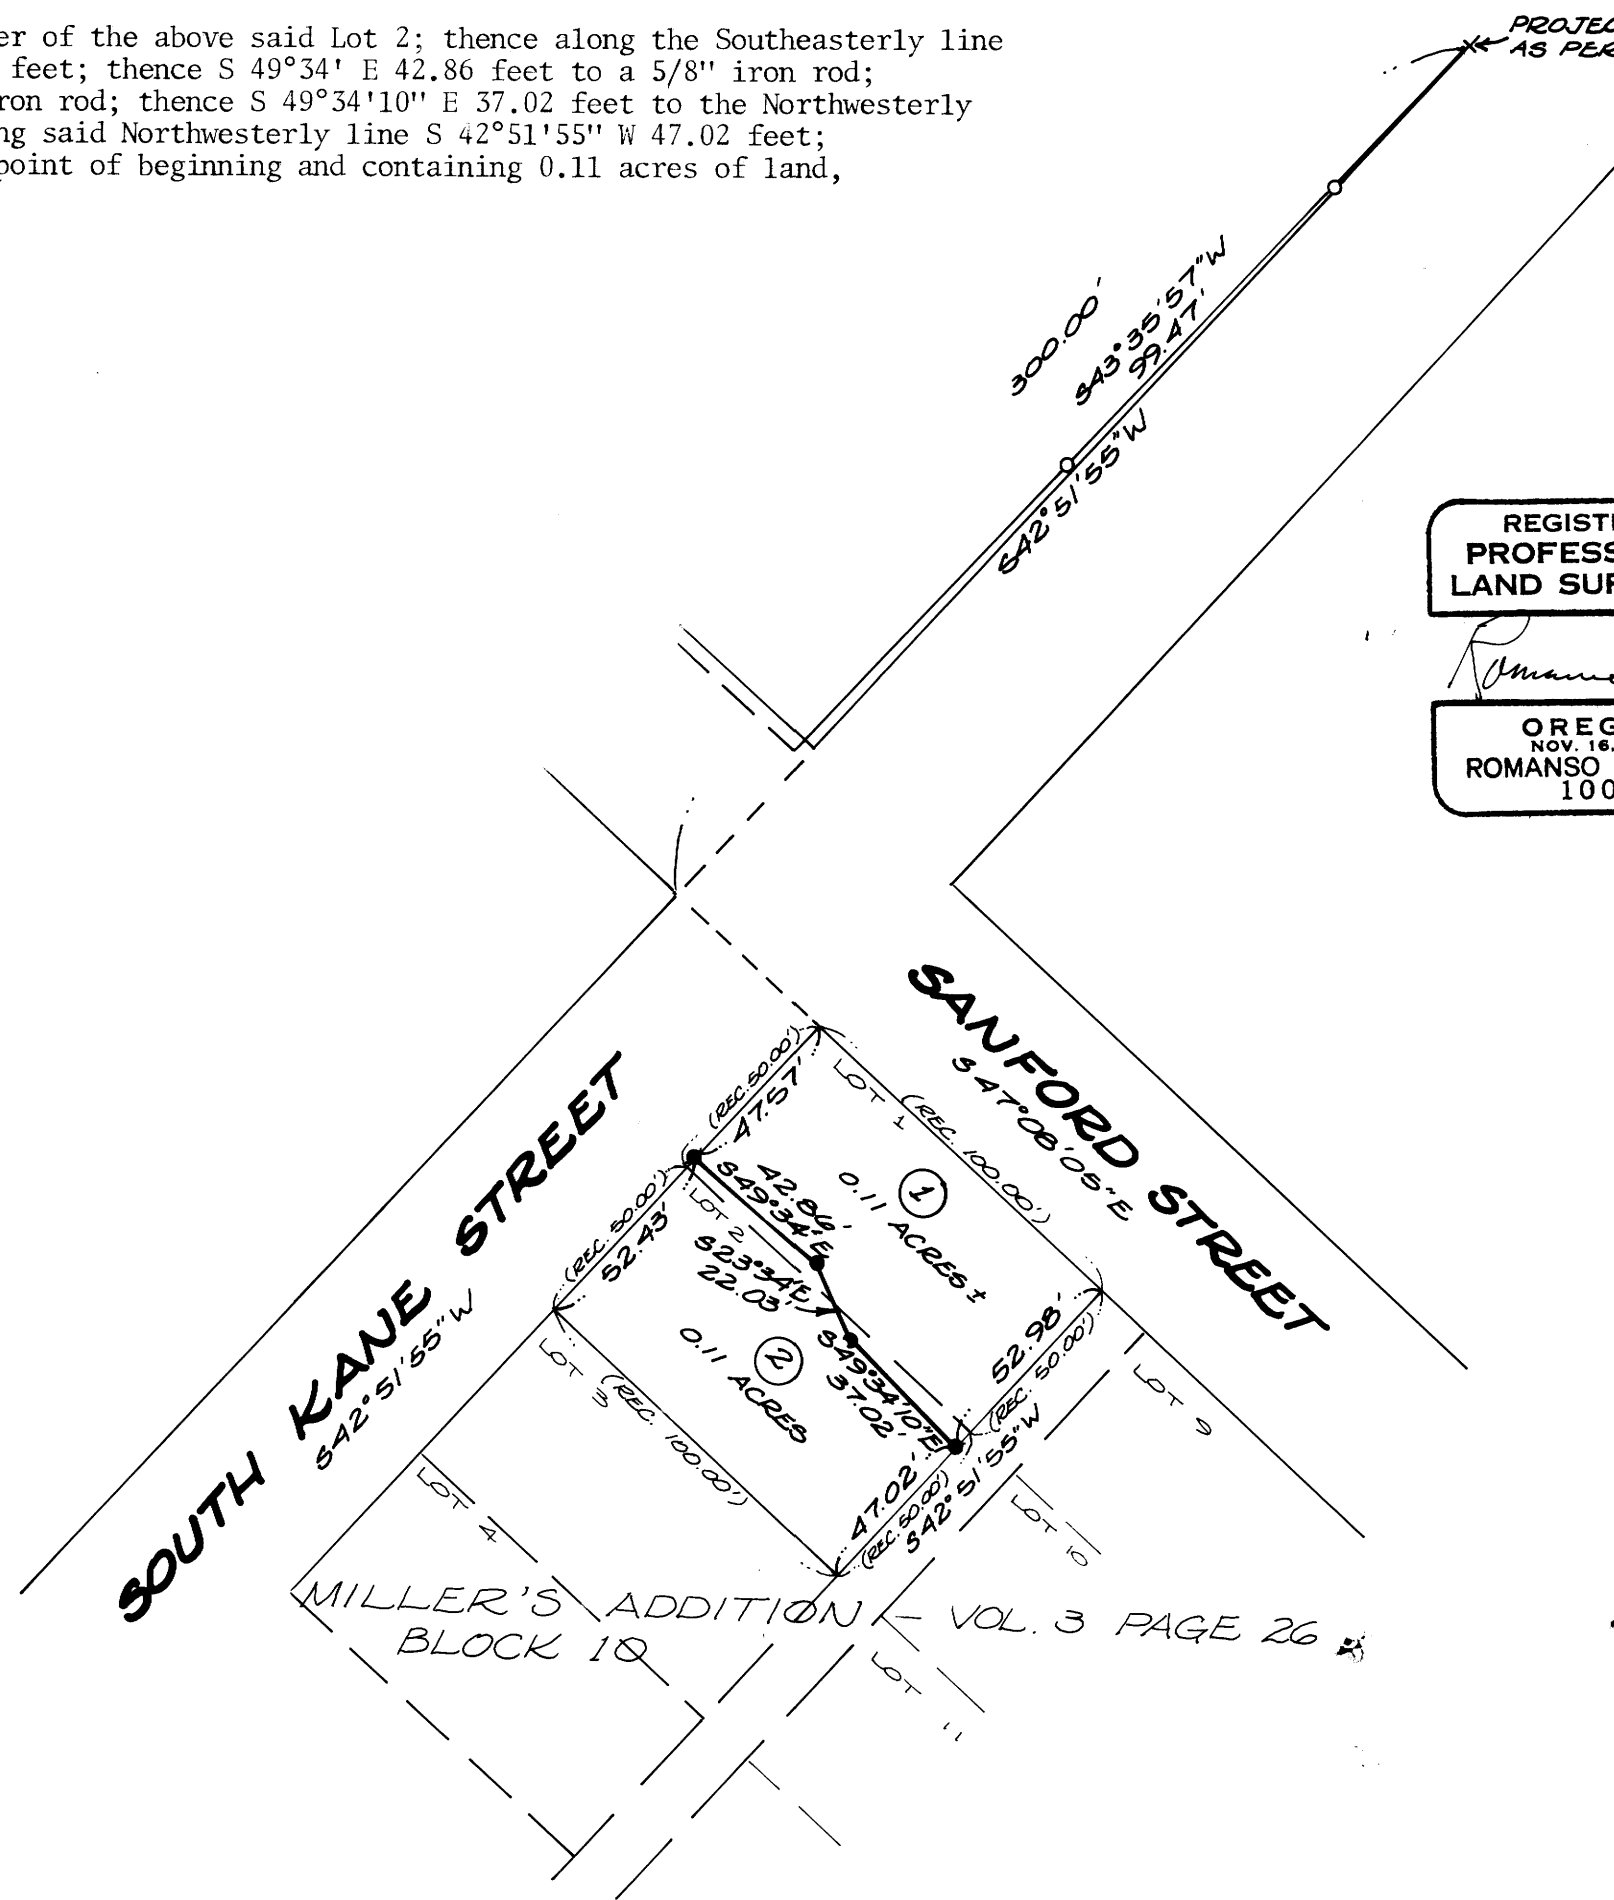 er of the above said Lot 2; thence along the Southeasterly line
feet; thence S 49°34' E 42.86 feet to a 5/8" iron rod;
ron rod; thence S 49°34'10" E 37.02 feet to the Northwesterly
ng said Northwesterly line S 42°51'55" W 47.02 feet;
point of beginning and containing 0.11 acres of land,
PROJEC
AS PER
300.00'
S43°35'57"W
99.47'
S42°51'55"W
REGISTE
PROFESS
LAND SUR
OREG
NOV. 16,
ROMANSO
100
SANFORD STREET
S47°08'05"E
SOUTH KANE STREET
S42°51'55"W
(REC. 50.00')
47.57'
LOT 1
(REC. 100.00')
1
0.11 ACRES ±
42.86'
S49°34'E
LOT 2
(REC. 50.00')
52.43'
S23°34'E
22.03'
2
0.11 ACRES
S49°34'10"E
37.02'
52.98'
(REC. 50.00')
LOT 9
LOT 3
(REC. 100.00')
47.02'
(REC. 50.00')
S42°51'55"W
LOT 10
LOT 4
MILLER'S ADDITION - VOL. 3 PAGE 26
BLOCK 10
LOT 11